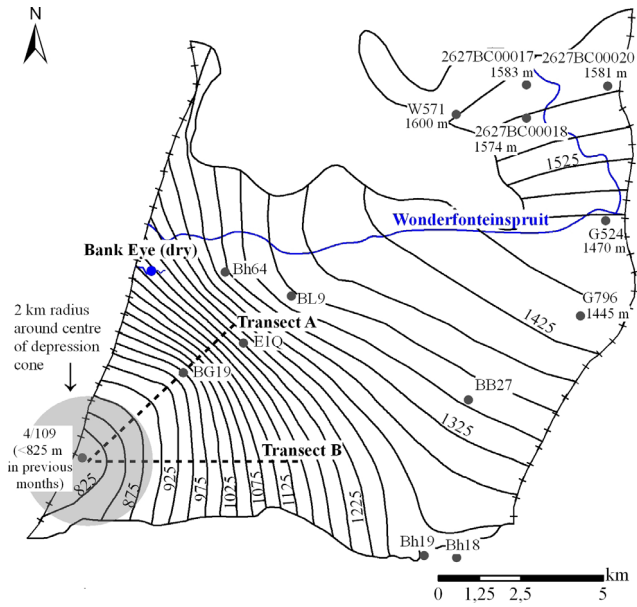 N
2627BC00017
1583 m
2627BC00020
1581 m
W571
1600 m
2627BC00018
1574 m
1525
Wonderfonteinspruit
G524
1470 m
Bank Eye (dry)
Bh64
BL9
G796
1445 m
2 km radius
around centre
of depression
cone
Transect A
E1Q
1425
BG19
BB27
1325
4/109
(<825 m
in previous
months)
Transect B
825
875
925
975
1025
1075
1125
1225
Bh19
Bh18
km
0 1,25 2,5 5